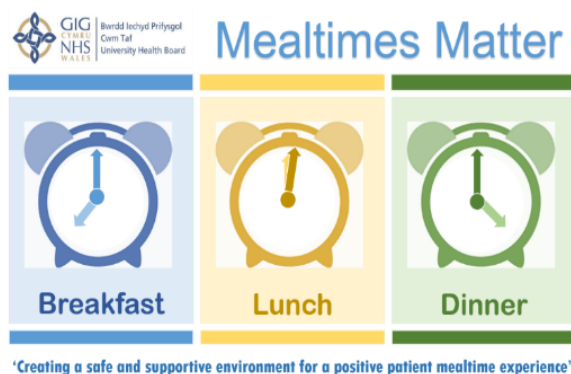 GIG
CYMRU
NHS
WALES
Bwrdd Iechyd Prifysgol
Cwm Taf
University Health Board
Mealtimes Matter
Breakfast
Lunch
Dinner
'Creating a safe and supportive environment for a positive patient mealtime experience'